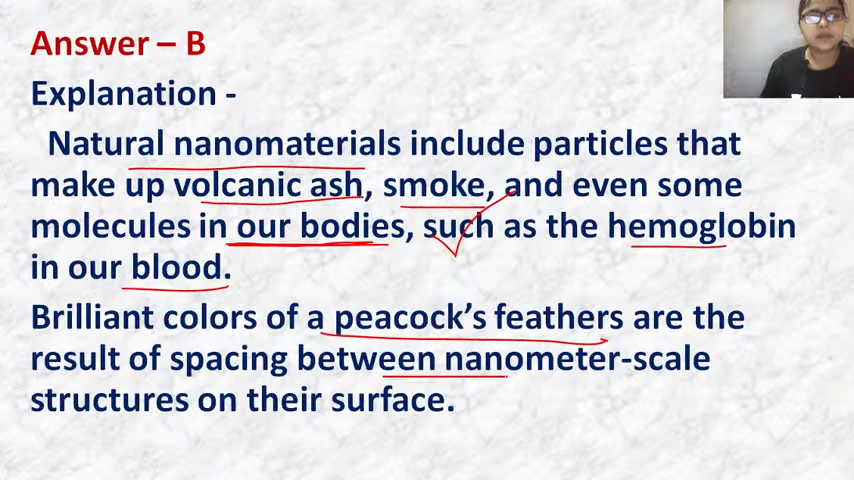 Answer – B
Explanation -
Natural nanomaterials include particles that
make up volcanic ash, smoke, and even some
molecules in our bodies, such as the hemoglobin
in our blood.
Brilliant colors of a peacock’s feathers are the
result of spacing between nanometer-scale
structures on their surface.